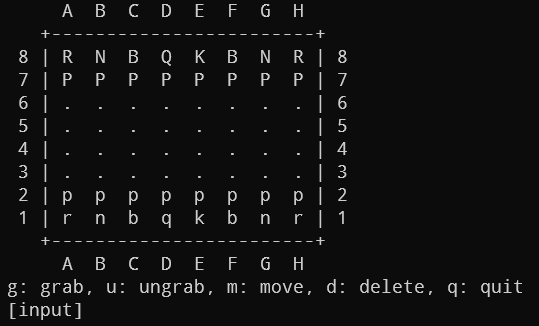 A B C D E F G H
+-----------------------+
8 | R N B Q K B N R | 8
7 | P P P P P P P P | 7
6 | . . . . . . . . | 6
5 | . . . . . . . . | 5
4 | . . . . . . . . | 4
3 | . . . . . . . . | 3
2 | p p p p p p p p | 2
1 | r n b q k b n r | 1
+-----------------------+
A B C D E F G H
g: grab, u: ungrab, m: move, d: delete, q: quit
[input]